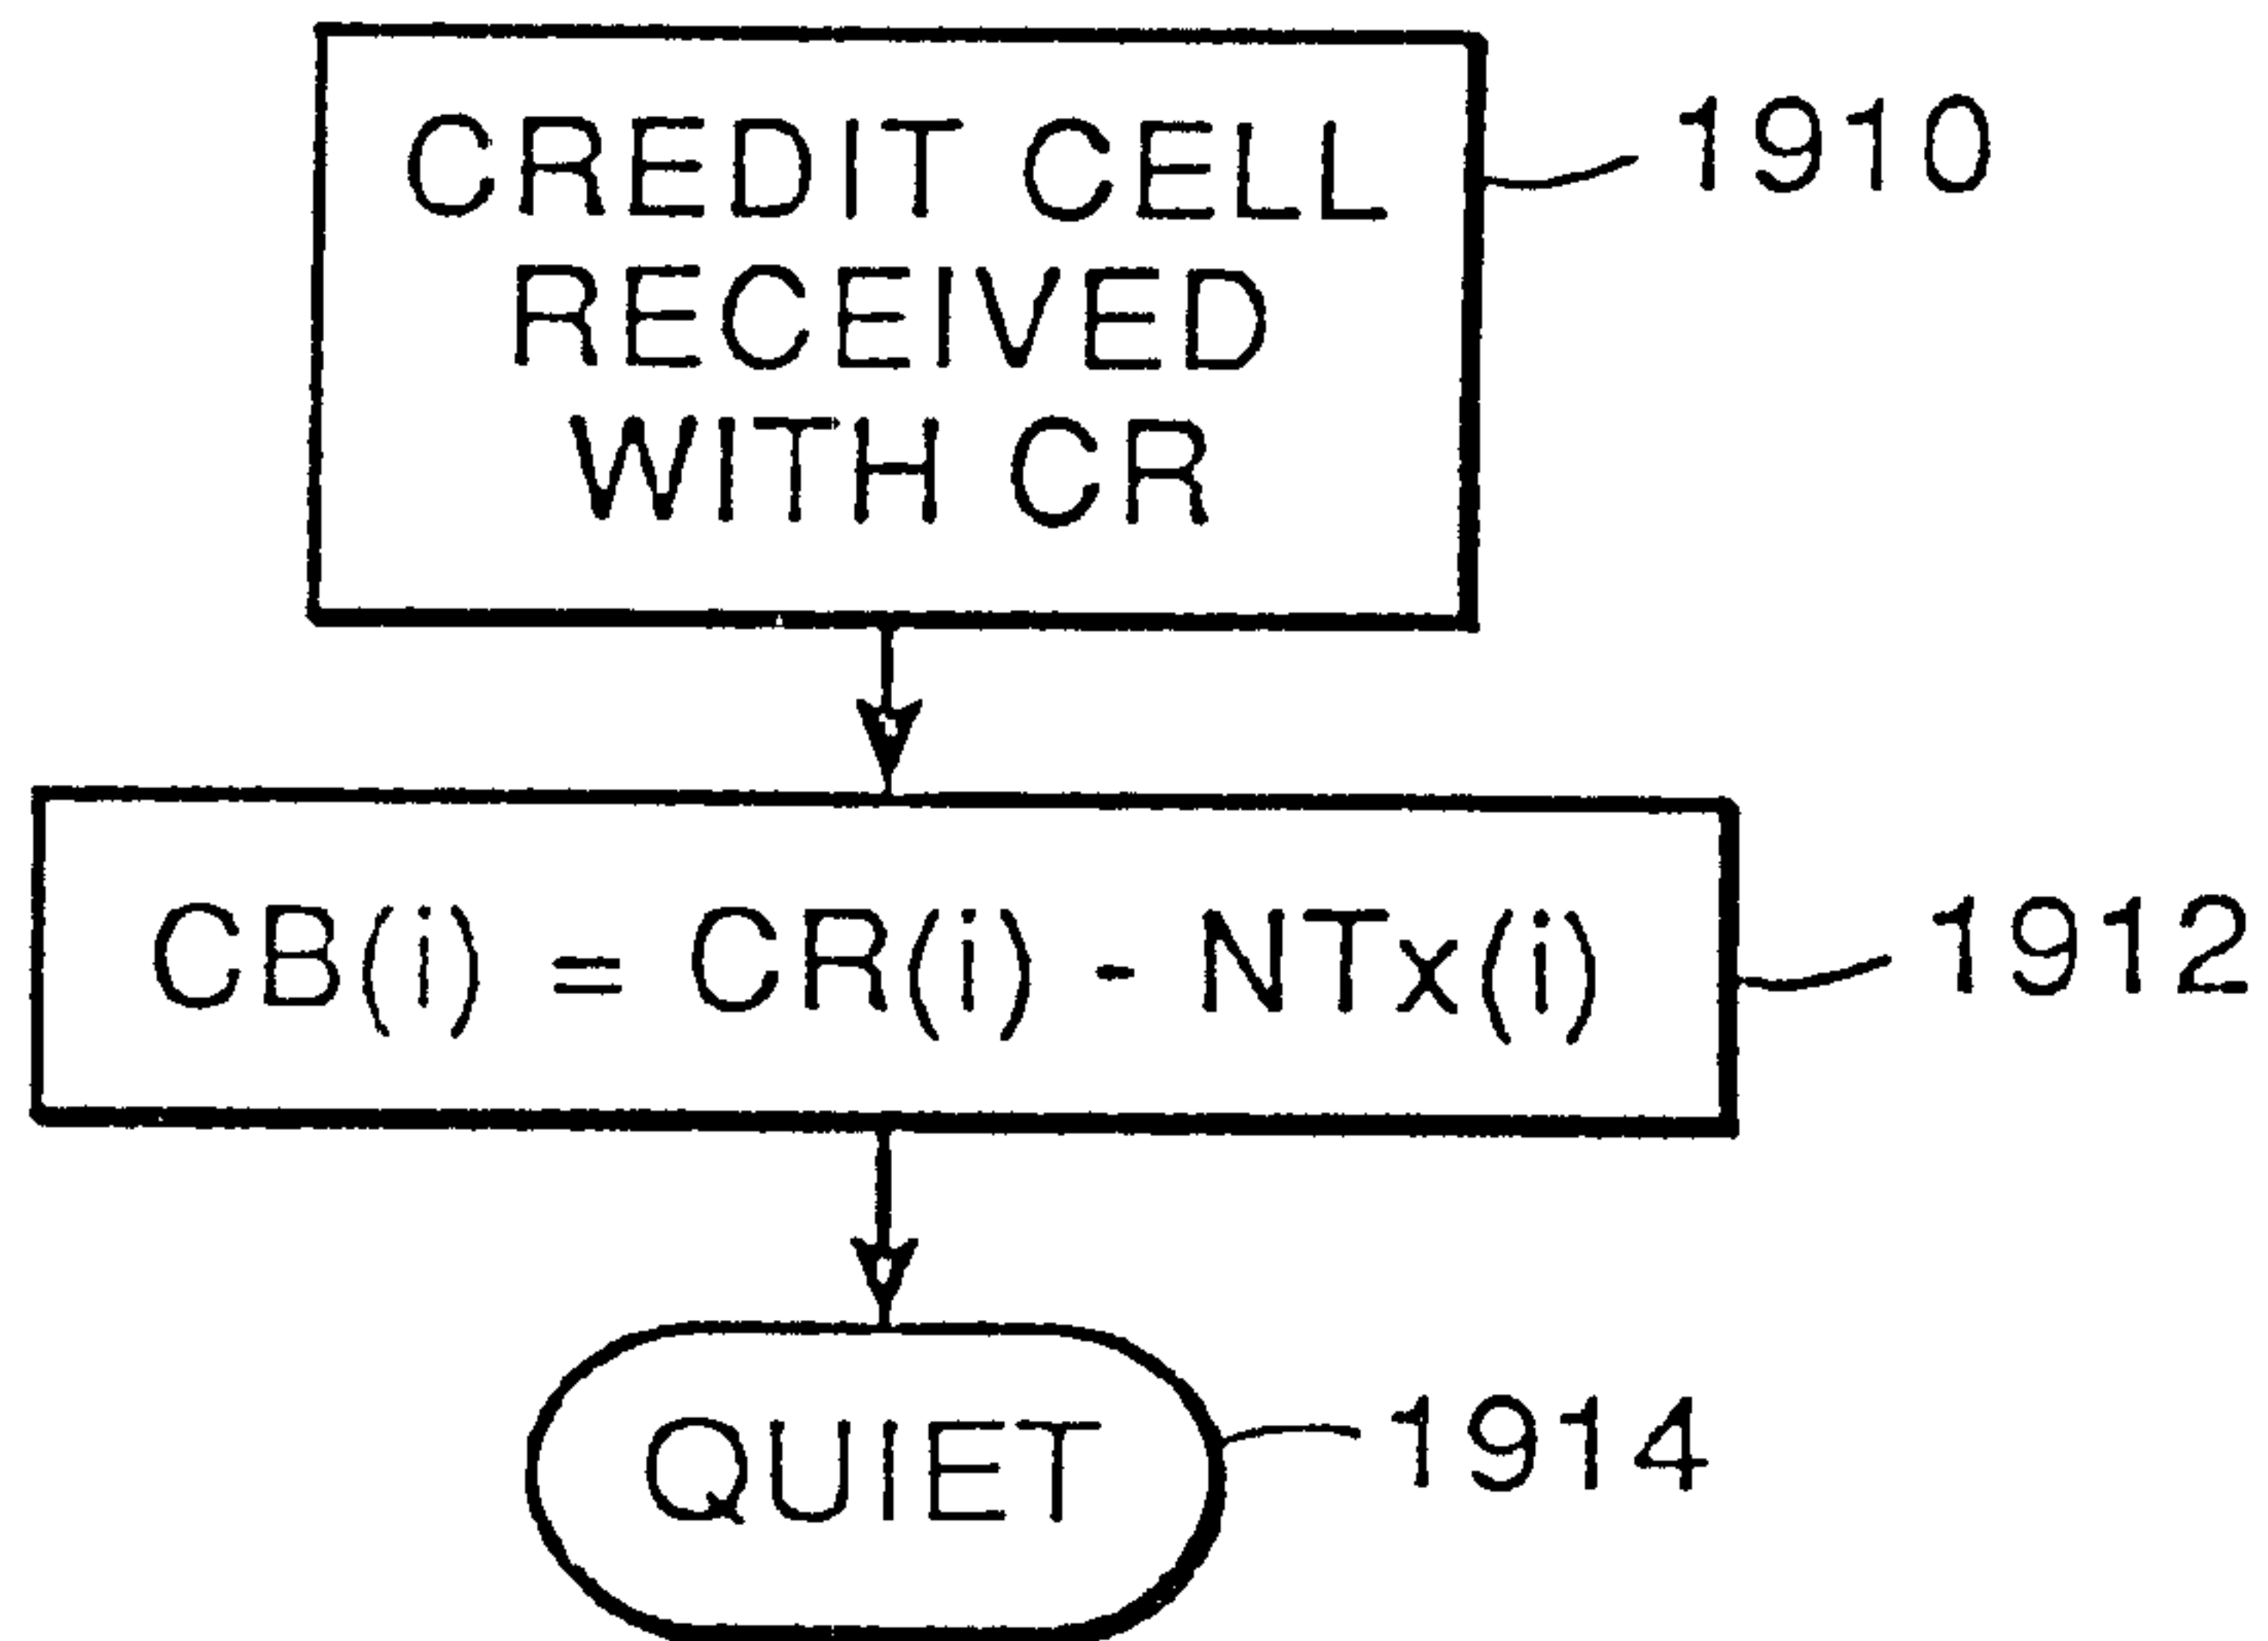 CREDIT CELL
RECEIVED
WITH CR
1910
CB(i) = CR(i) - NTx(i)
1912
QUIET
1914